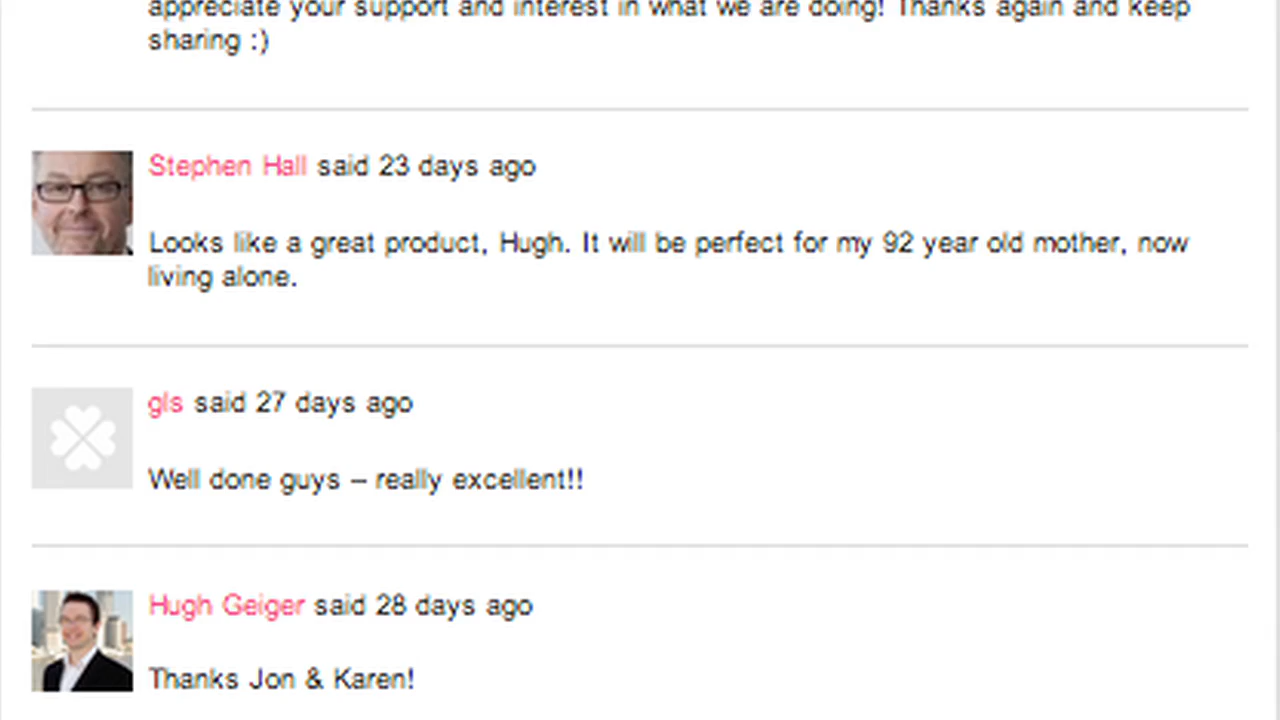 appreciate your support and interest in what we are doing! Thanks again and keep
sharing :)
Stephen Hall said 23 days ago
Looks like a great product, Hugh. It will be perfect for my 92 year old mother, now
living alone.
gls said 27 days ago
Well done guys – really excellent!!
Hugh Geiger said 28 days ago
Thanks Jon & Karen!